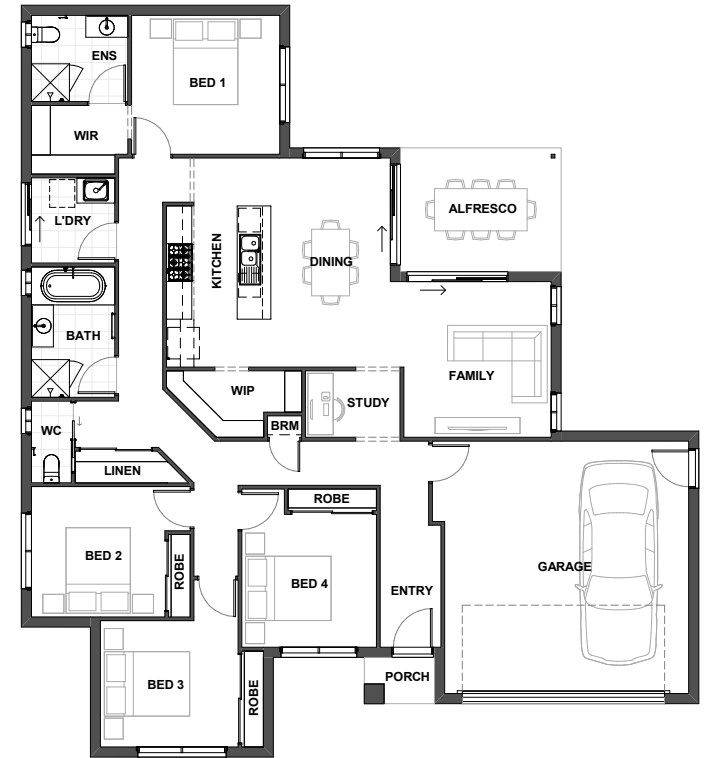 ENS
BED 1
WIR
L'DRY
KITCHEN
DINING
ALFRESCO
BATH
FAMILY
WIP
STUDY
BRM
WC
LINEN
ROBE
BED 2
ROBE
BED 4
ENTRY
GARAGE
PORCH
BED 3
ROBE